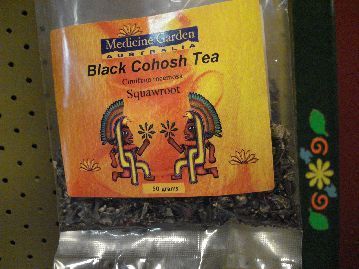 Medicine Garden
AUSTRALIA
Black Cohosh Tea
Cimifuga racemosa
Squawroot
50 grams